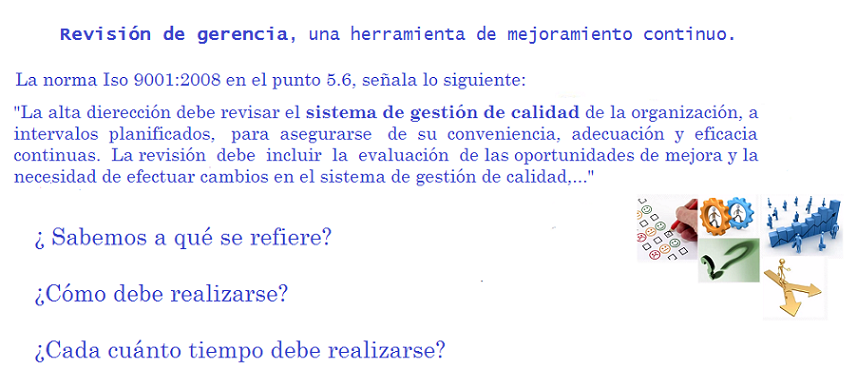 Revisión de gerencia, una herramienta de mejoramiento continuo.
La norma Iso 9001:2008 en el punto 5.6, señala lo siguiente:
"La alta dierección debe revisar el sistema de gestión de calidad de la organización, a
intervalos planificados, para asegurarse de su conveniencia, adecuación y eficacia
continuas. La revisión debe incluir la evaluación de las oportunidades de mejora y la
necesidad de efectuar cambios en el sistema de gestión de calidad,..."
¿ Sabemos a qué se refiere?
¿Cómo debe realizarse?
¿Cada cuánto tiempo debe realizarse?